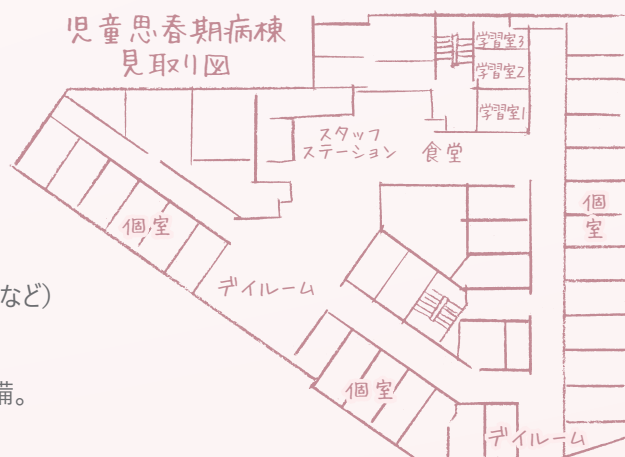 児童思春期病棟
見取り図
学習室3
学習室2
学習室1
スタッフ
ステーション
食堂
個室
個
室
デイルーム
など）
個室
備。
デイルーム